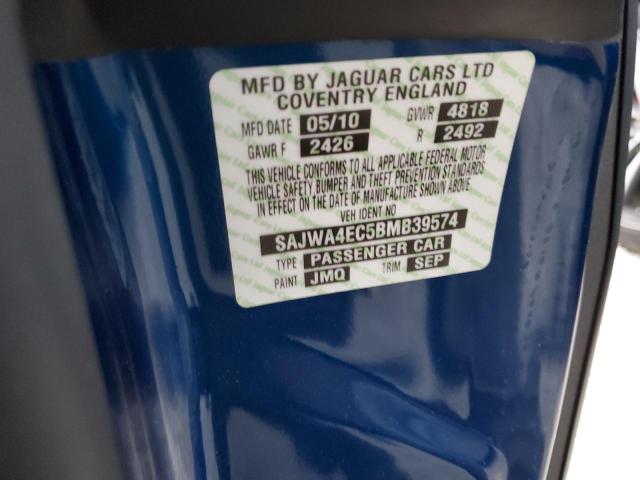 MFD BY JAGUAR CARS LTD
COVENTRY ENGLAND
MFD DATE 05/10 GVWR 4818
GAWR F 2426 R 2492
THIS VEHICLE CONFORMS TO ALL APPLICABLE FEDERAL MOTOR
VEHICLE SAFETY BUMPER AND THEFT PREVENTION STANDARDS
IN EFFECT ON THE DATE OF MANUFACTURE SHOWN ABOVE
VEH IDENT NO
SAJWA4EC5BMB39574
TYPE PASSENGER CAR
PAINT JMQ TRIM SEP